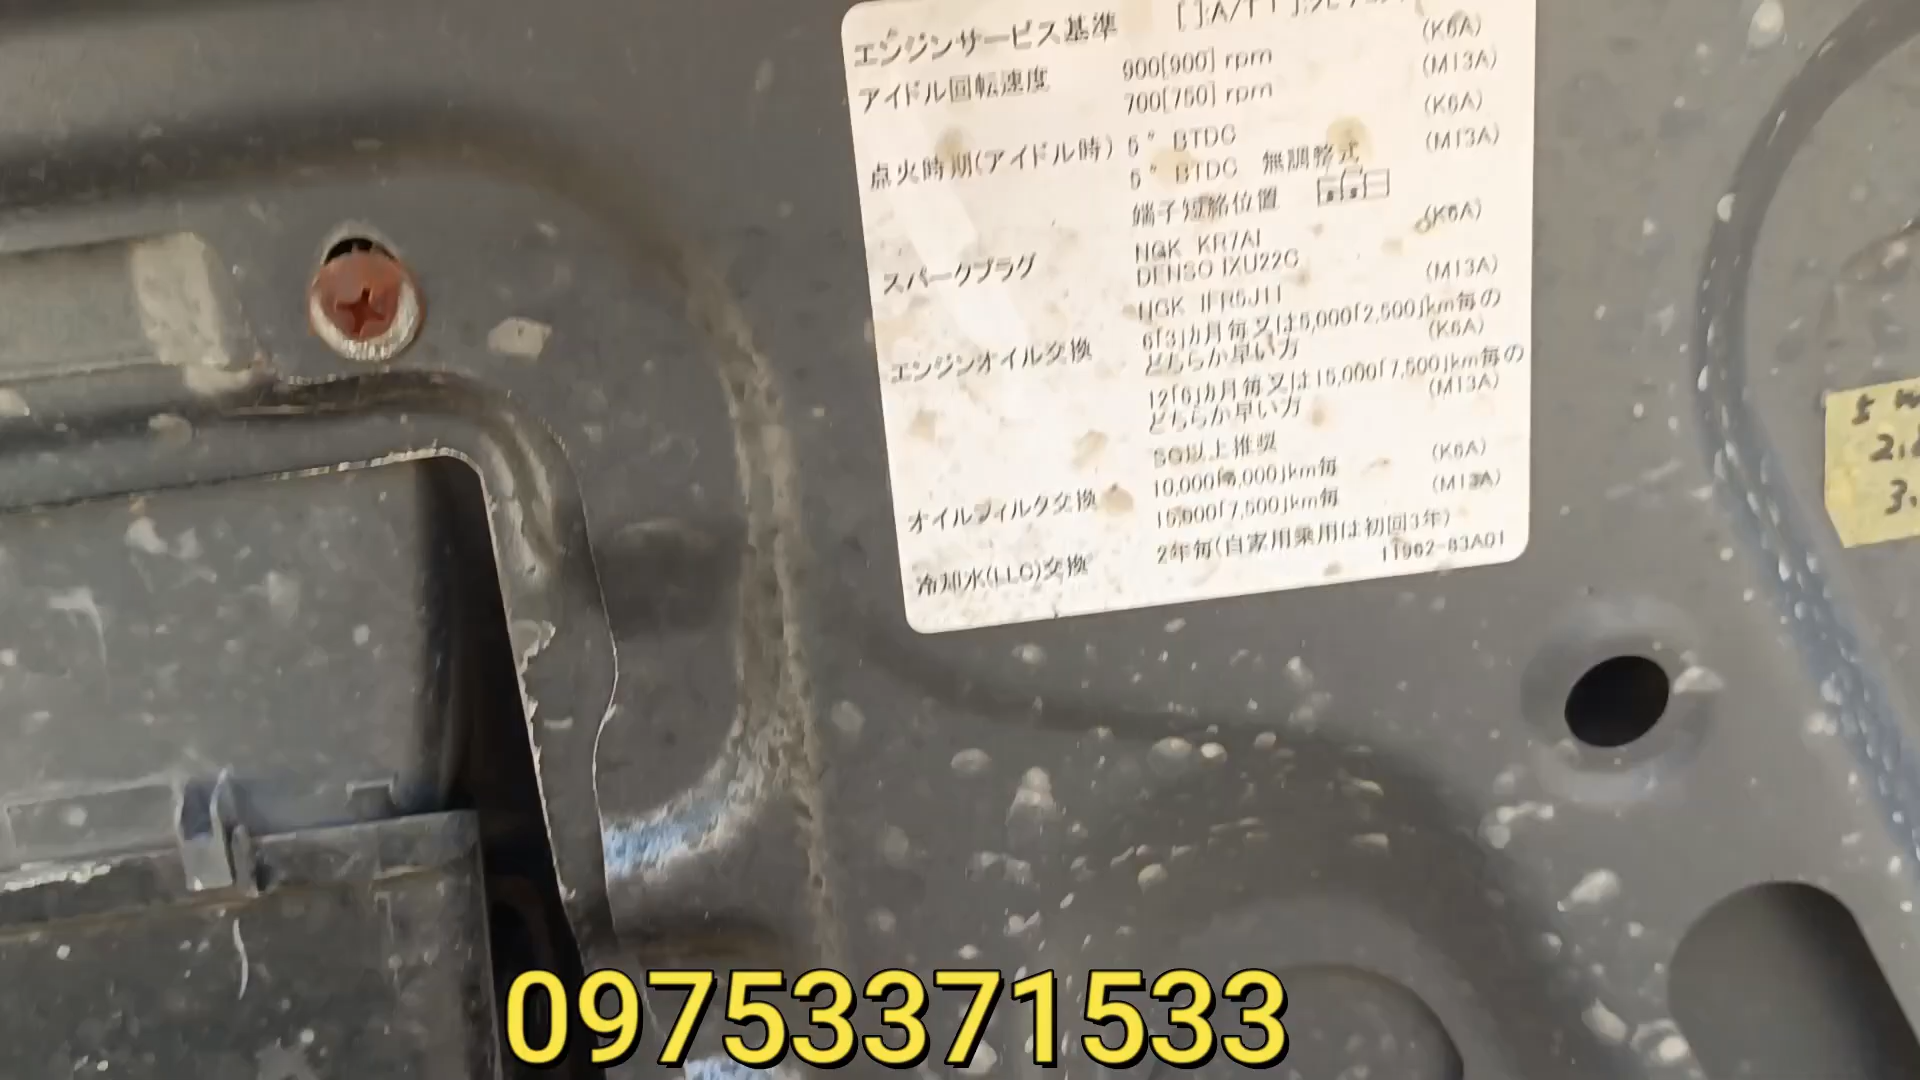 エンジンサービス基準
アイドル回転速度 900[900] rpm (K6A)
700[750] rpm (M13A)
点火時期(アイドル時) 5° BTDC (K6A)
5° BTDC 無調整式 (M13A)
端子短絡位置
スパークプラグ NGK KR7AI (K6A)
DENSO IXU22C
NGK IFR5J11 (M13A)
エンジンオイル交換 6[3]カ月毎又は5,000[2,500]km毎の
どちらか早い方 (K6A)
12[6]カ月毎又は15,000[7,500]km毎の
どちらか早い方 (M13A)
SG以上推奨
オイルフィルタ交換 10,000[5,000]km毎 (K6A)
15,000[7,500]km毎 (M13A)
冷却水(LLC)交換 2年毎(自家用乗用は初回3年)
11962-83A01
5
2.
3.
09753371533